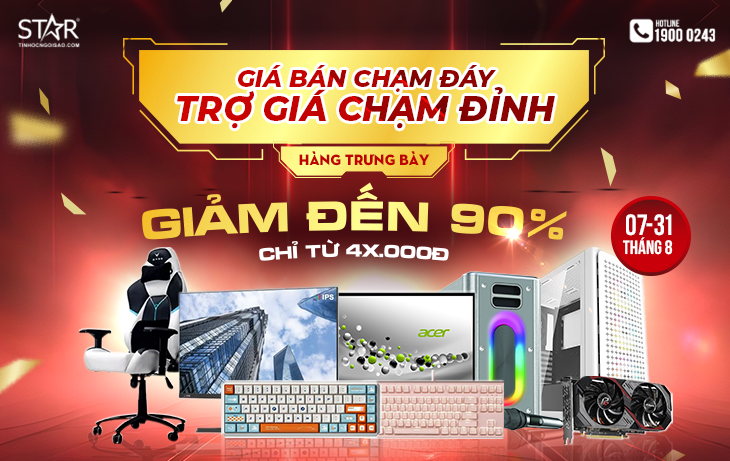 STAR
TINHOCNGOISAO.COM
HOTLINE
1900 0243
GIÁ BÁN CHẠM ĐÁY
TRỢ GIÁ CHẠM ĐỈNH
HÀNG TRƯNG BÀY
GIẢM ĐẾN 90%
CHỈ TỪ 4X.000Đ
07-31
THÁNG 8
IPS
acer